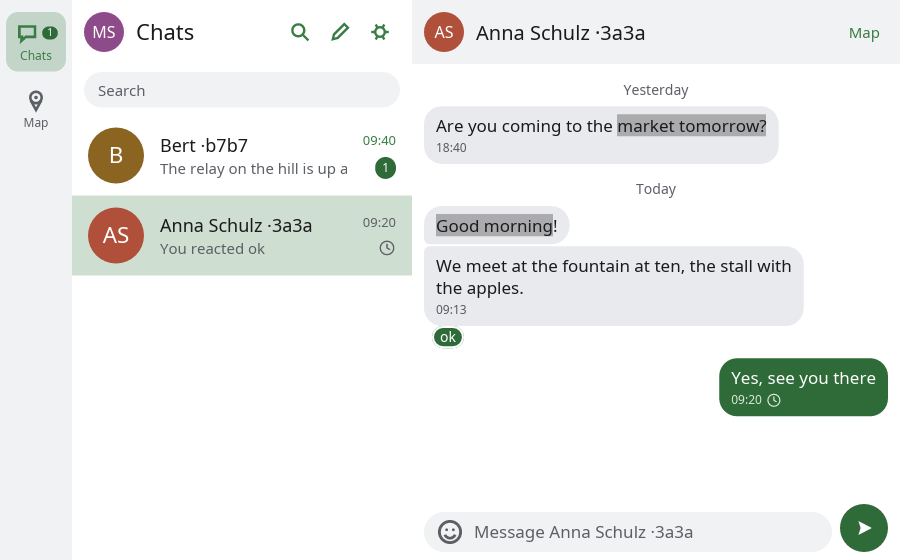 1
Chats
Map
MS
Chats
Search
B
Bert ·b7b7
09:40
The relay on the hill is up a
1
AS
Anna Schulz ·3a3a
09:20
You reacted ok
AS
Anna Schulz ·3a3a
Map
Yesterday
Are you coming to the market tomorrow?
18:40
Today
Good morning!
We meet at the fountain at ten, the stall with
the apples.
09:13
ok
Yes, see you there
09:20
Message Anna Schulz ·3a3a